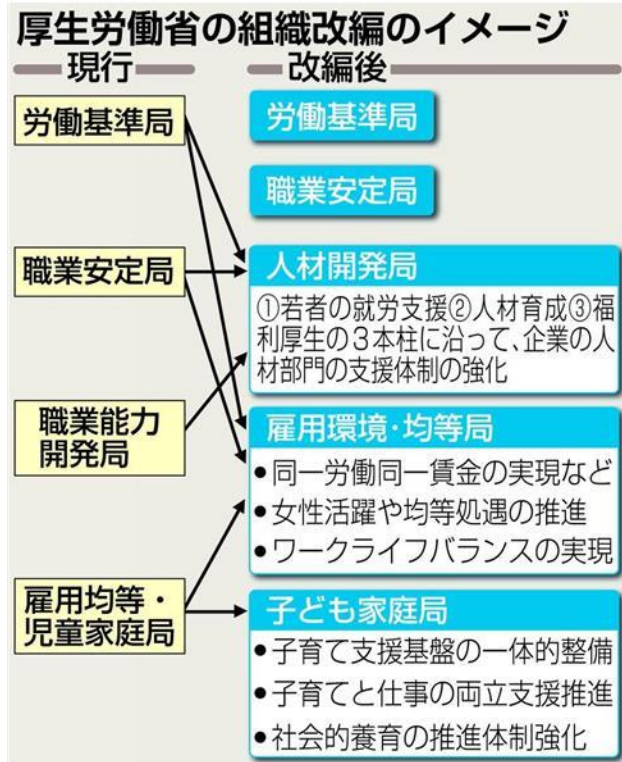 厚生労働省の組織改編のイメージ
現行
改編後
労働基準局
職業安定局
職業能力
開発局
雇用均等・
児童家庭局
労働基準局
職業安定局
人材開発局
①若者の就労支援②人材育成③福
利厚生の3本柱に沿って、企業の人
材部門の支援体制の強化
雇用環境・均等局
●同一労働同一賃金の実現など
●女性活躍や均等処遇の推進
●ワークライフバランスの実現
子ども家庭局
●子育て支援基盤の一体的整備
●子育てと仕事の両立支援推進
●社会的養育の推進体制強化